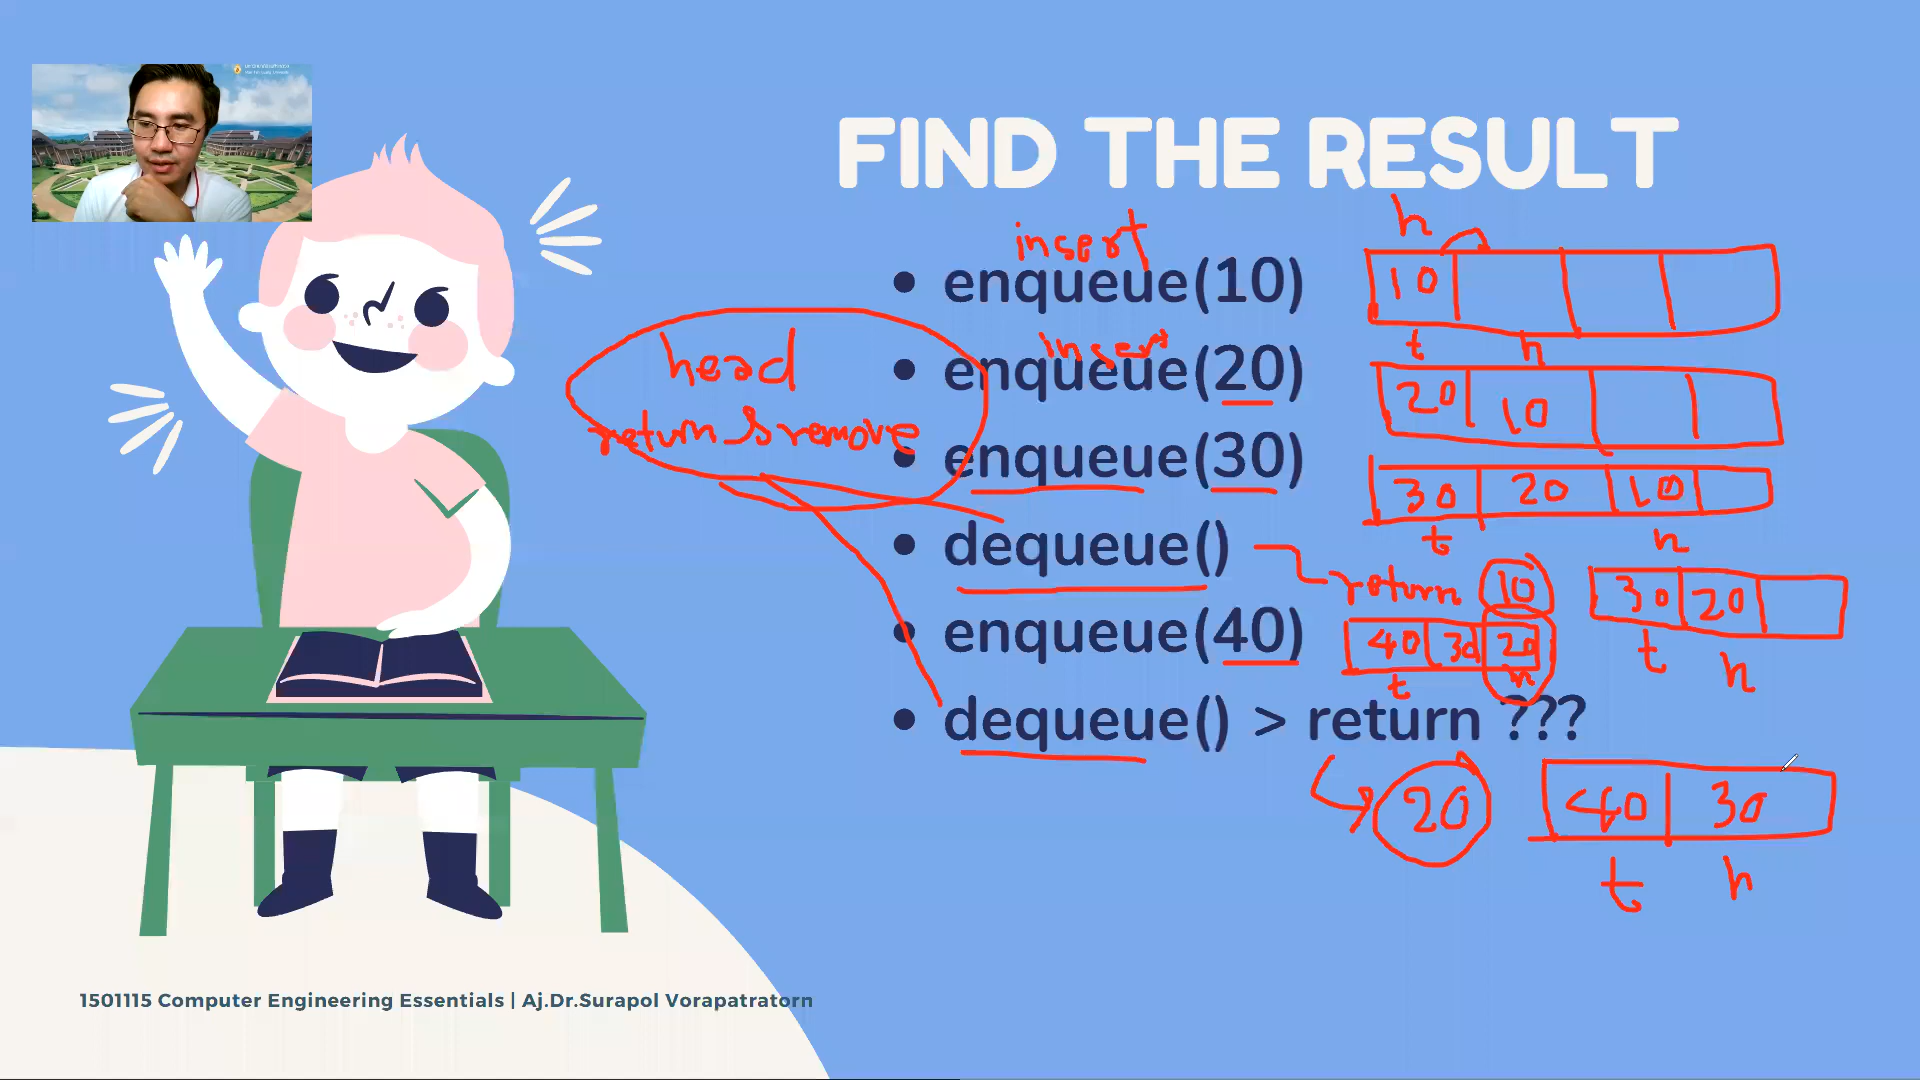 FIND THE RESULT
h
insert
• enqueue(10)
10
t h
insert
• enqueue(20)
20 10
head
return & remove
• enqueue(30)
30 20 10
t h
• dequeue()
return 10
30 20
t h
• enqueue(40)
40 30 20
t h
• dequeue() > return ???
20
40 30
t h
1501115 Computer Engineering Essentials | Aj.Dr.Surapol Vorapatratorn